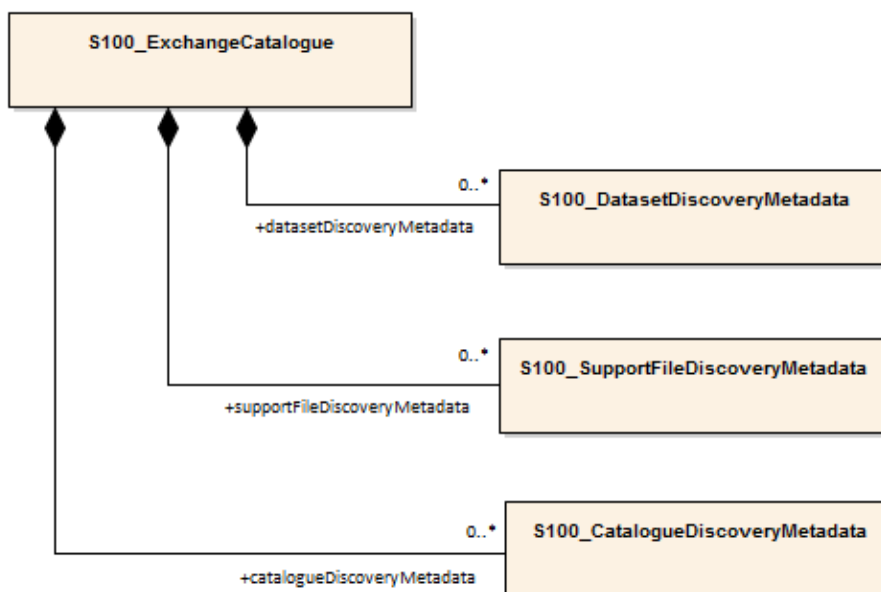 S100_ExchangeCatalogue
0..*
S100_DatasetDiscoveryMetadata
+datasetDiscoveryMetadata
0..*
S100_SupportFileDiscoveryMetadata
+supportFileDiscoveryMetadata
0..*
S100_CatalogueDiscoveryMetadata
+catalogueDiscoveryMetadata